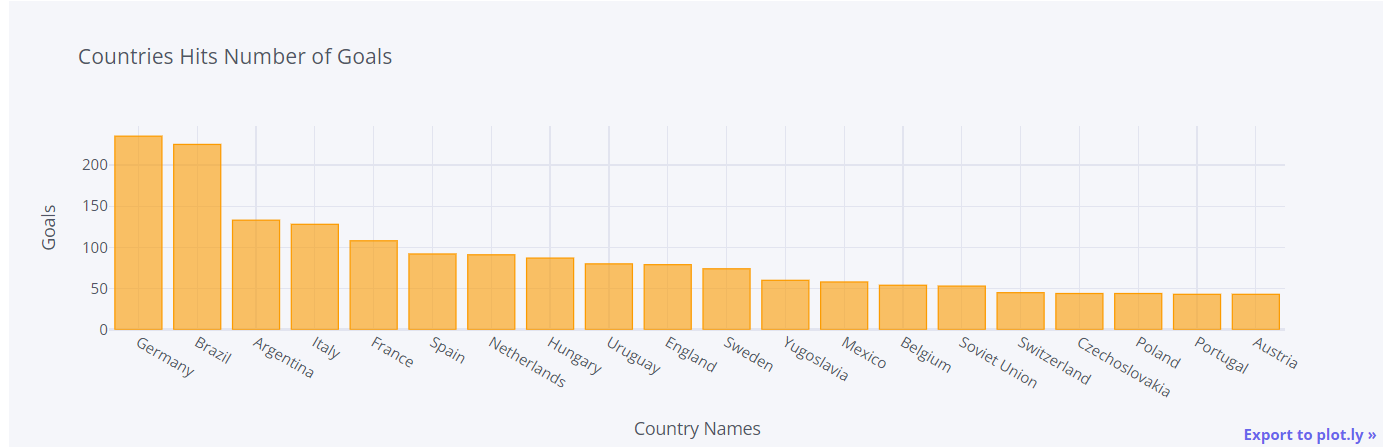 Countries Hits Number of Goals
200
150
100
50
0
Goals
Germany
Brazil
Argentina
Italy
France
Spain
Netherlands
Hungary
Uruguay
England
Sweden
Yugoslavia
Mexico
Belgium
Soviet Union
Switzerland
Czechoslovakia
Poland
Portugal
Austria
Country Names
Export to plot.ly »